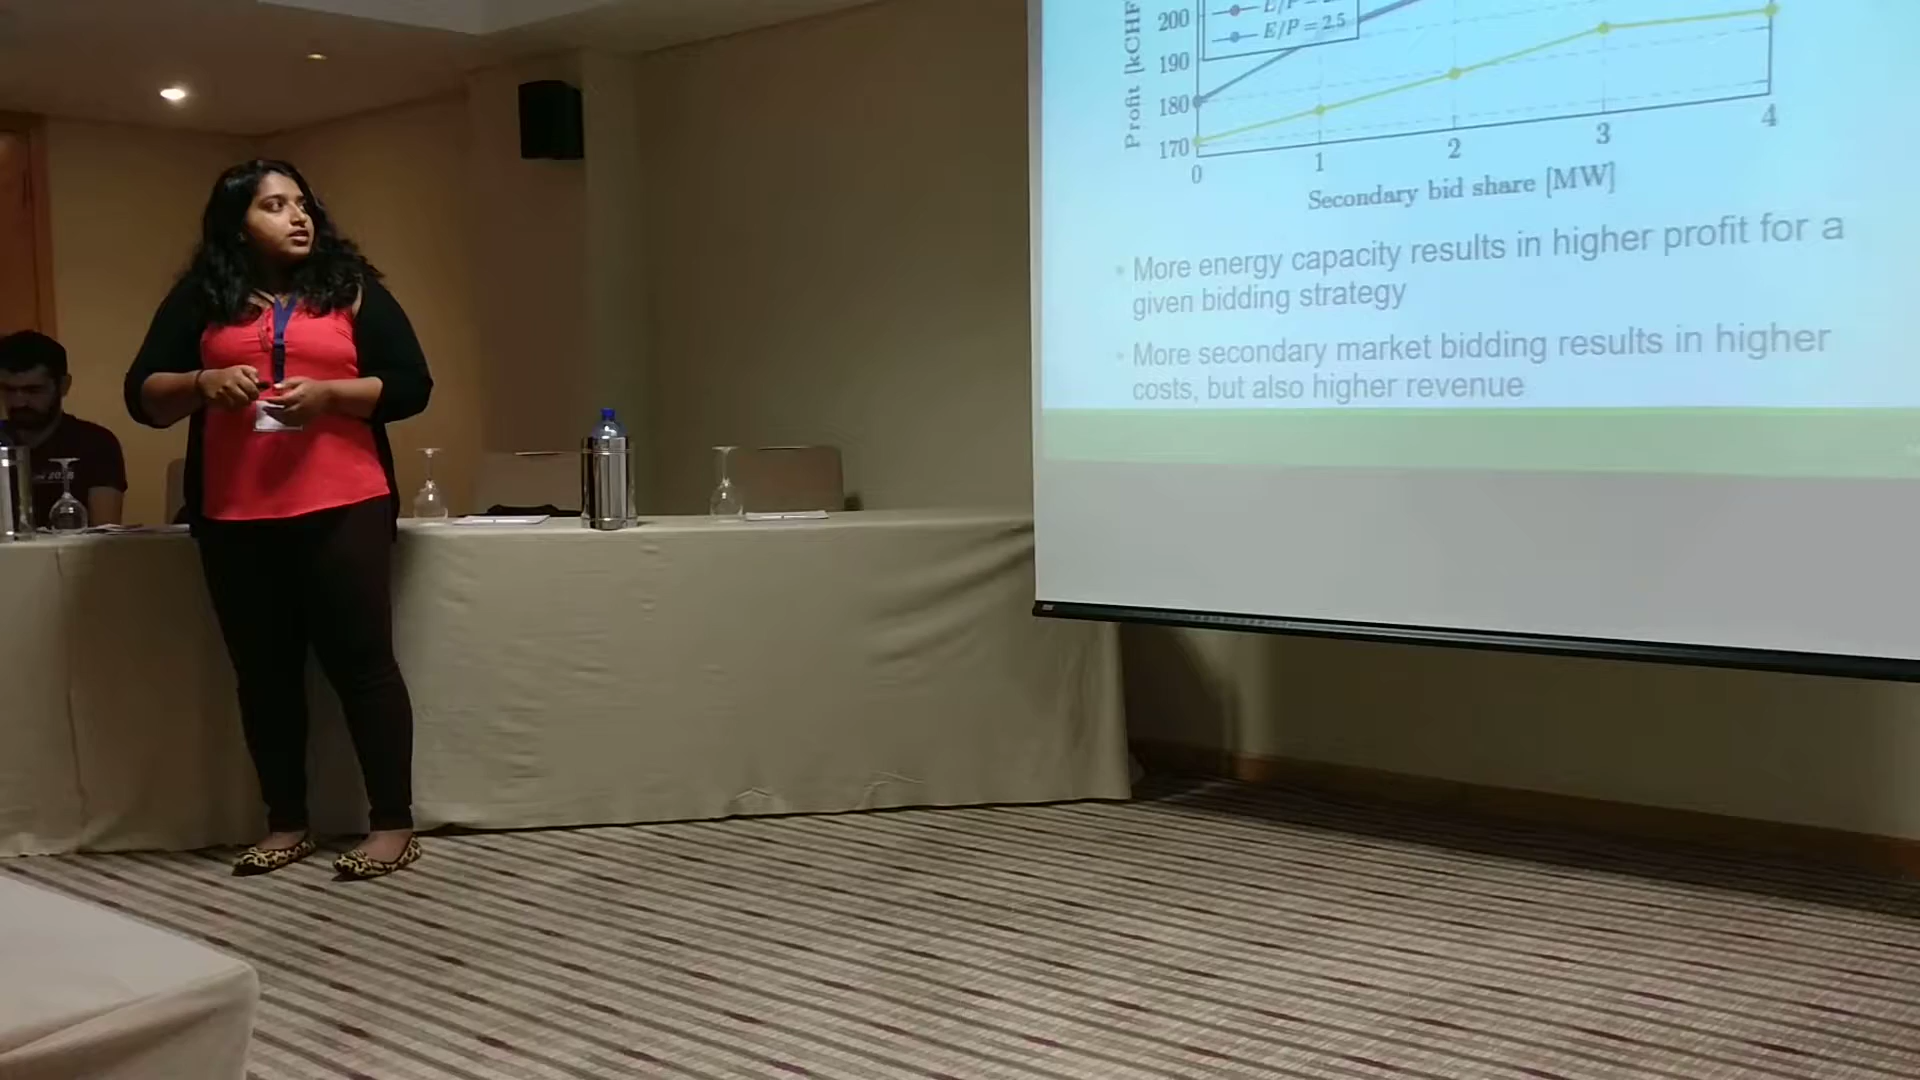 200
E/P = 2.5
190
180
170
Profit [kCHF
0
1
2
3
4
Secondary bid share [MW]
• More energy capacity results in higher profit for a
given bidding strategy
• More secondary market bidding results in higher
costs, but also higher revenue